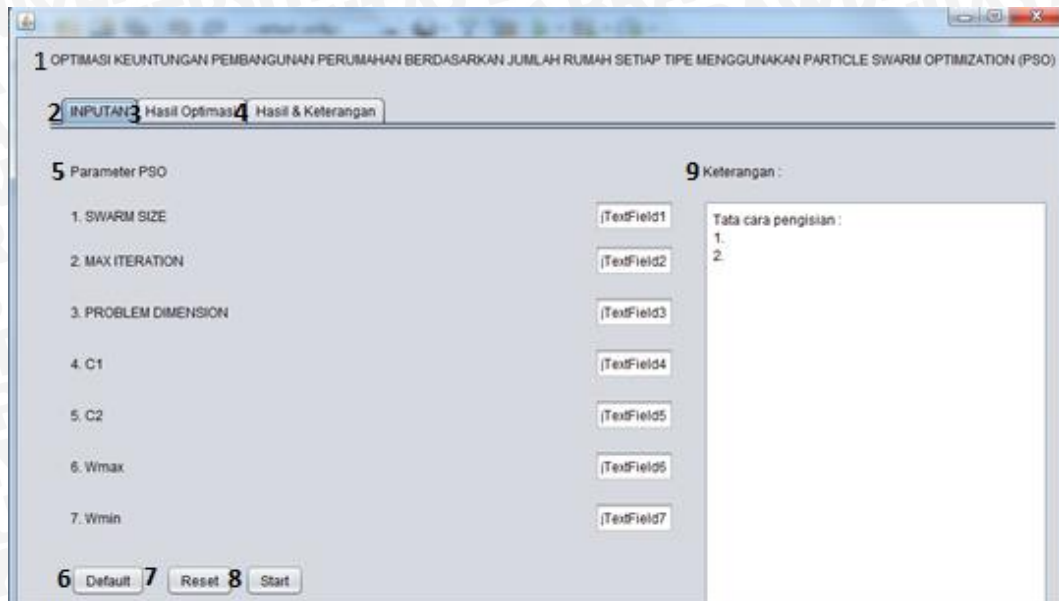 1 OPTIMASI KEUNTUNGAN PEMBANGUNAN PERUMAHAN BERDASARKAN JUMLAH RUMAH SETIAP TIPE MENGGUNAKAN PARTICLE SWARM OPTIMIZATION (PSO)
2 INPUTAN 3 Hasil Optimasi 4 Hasil & Keterangan
5 Parameter PSO
1. SWARM SIZE jTextField1
2. MAX ITERATION jTextField2
3. PROBLEM DIMENSION jTextField3
4. C1 jTextField4
5. C2 jTextField5
6. Wmax jTextField6
7. Wmin jTextField7
6 Default 7 Reset 8 Start
9 Keterangan :
Tata cara pengisian :
1.
2.